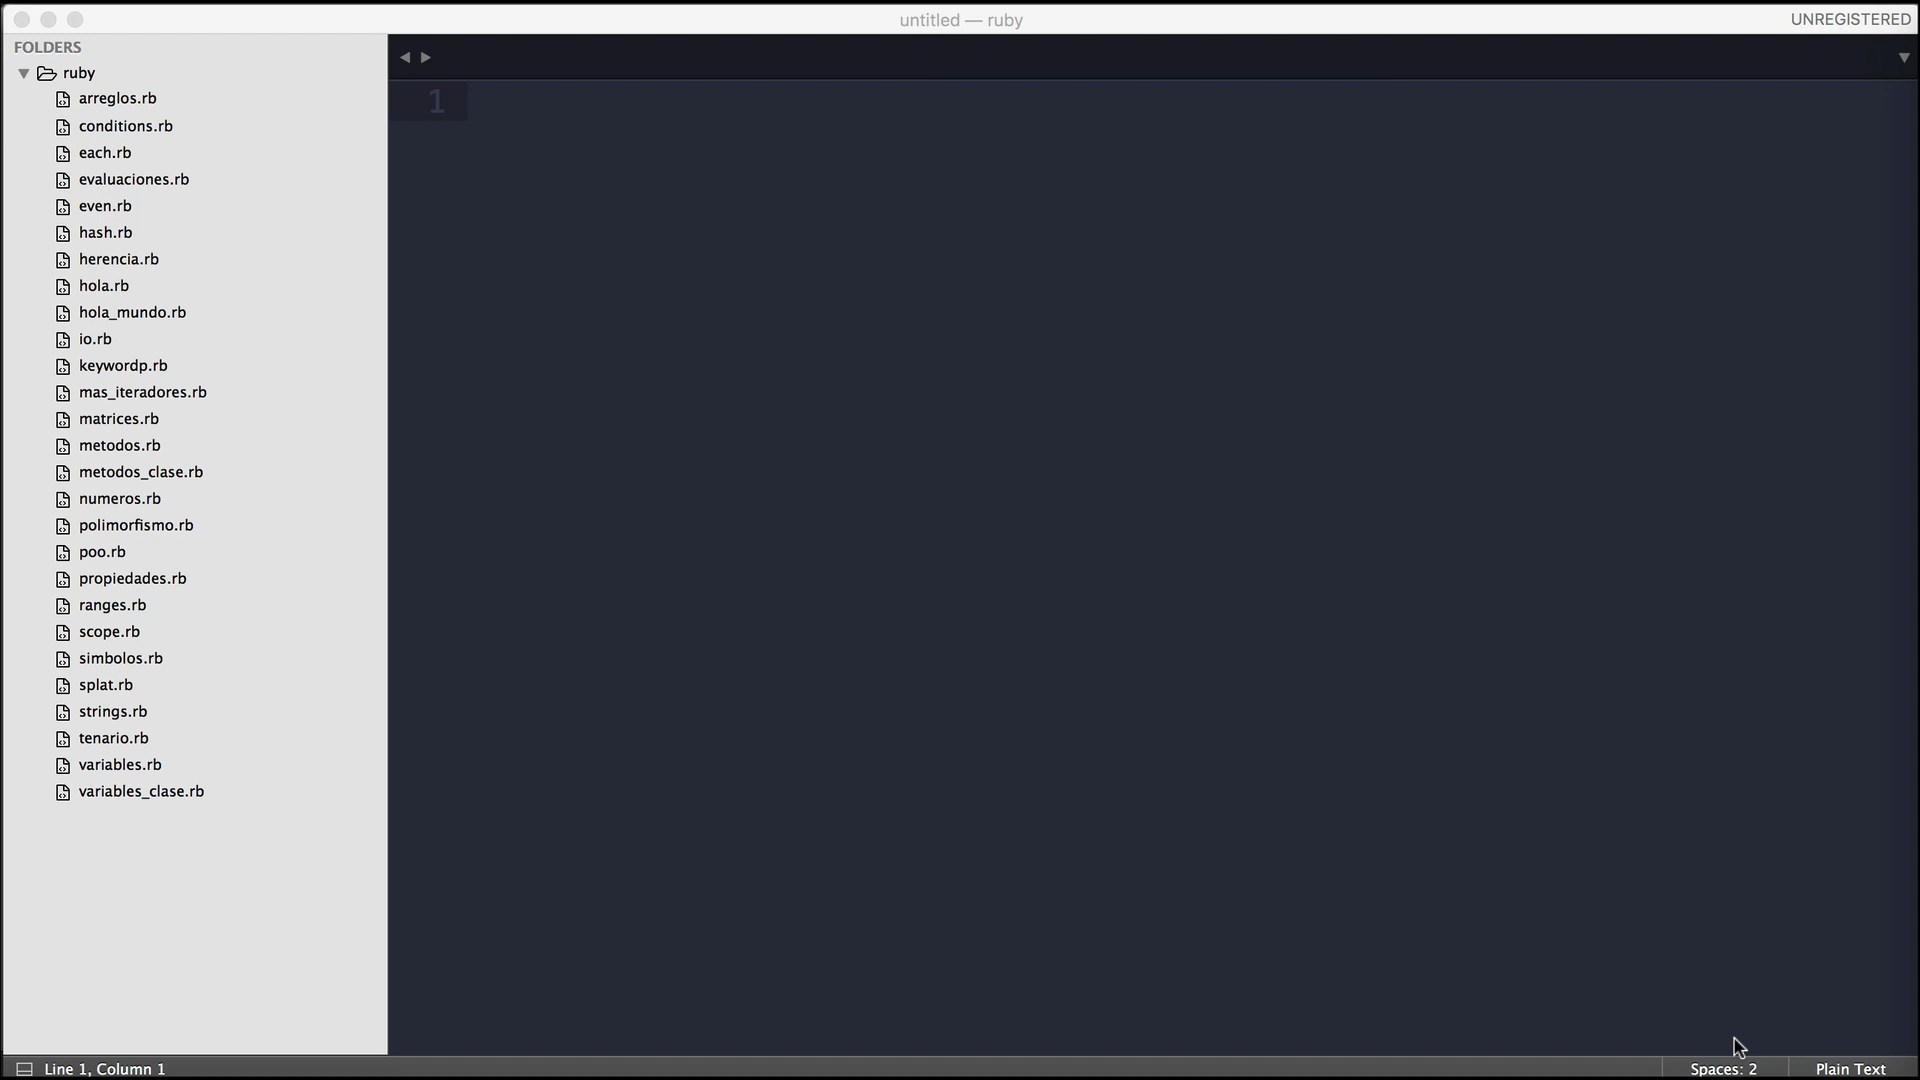 untitled — ruby
UNREGISTERED
FOLDERS
ruby
arreglos.rb
conditions.rb
each.rb
evaluaciones.rb
even.rb
hash.rb
herencia.rb
hola.rb
hola_mundo.rb
io.rb
keywordp.rb
mas_iteradores.rb
matrices.rb
metodos.rb
metodos_clase.rb
numeros.rb
polimorfismo.rb
poo.rb
propiedades.rb
ranges.rb
scope.rb
simbolos.rb
splat.rb
strings.rb
tenario.rb
variables.rb
variables_clase.rb
1
Line 1, Column 1
Spaces: 2
Plain Text